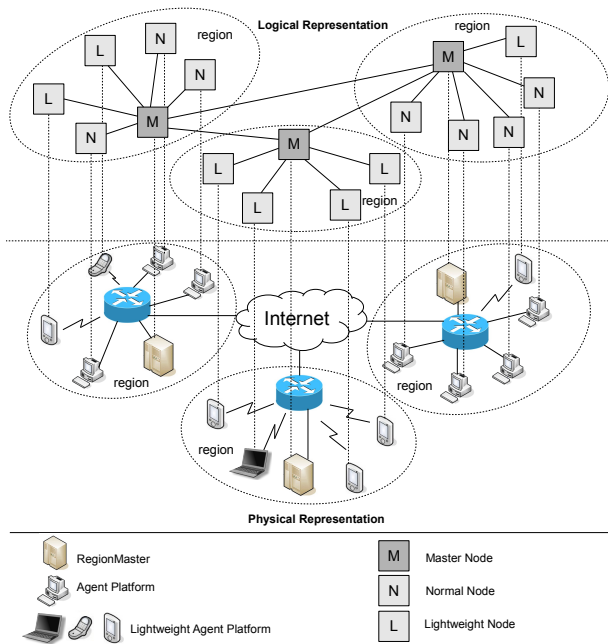 Logical Representation
L
N
region
L
N
L
N
M
M
region
L
N
N
N
N
M
L
L
L
L
region
Internet
region
region
region
Physical Representation
RegionMaster
Agent Platform
Lightweight Agent Platform
M
Master Node
N
Normal Node
L
Lightweight Node